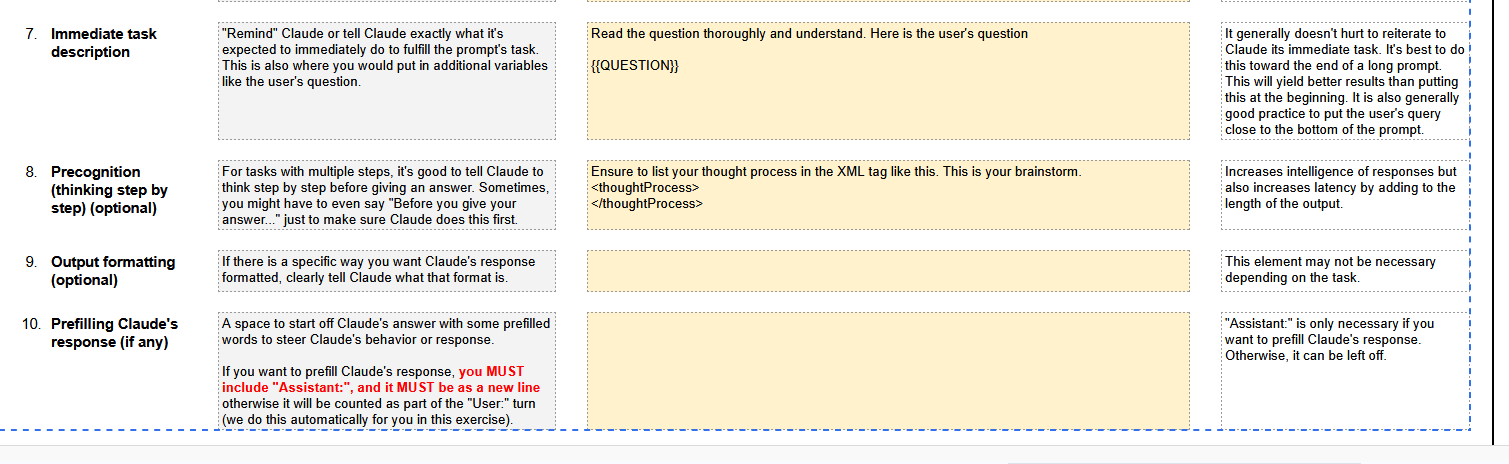 7. Immediate task
description
"Remind" Claude or tell Claude exactly what it's
expected to immediately do to fulfill the prompt's task.
This is also where you would put in additional variables
like the user's question.
Read the question thoroughly and understand. Here is the user's question
{{QUESTION}}
It generally doesn't hurt to reiterate to
Claude its immediate task. It's best to do
this toward the end of a long prompt.
This will yield better results than putting
this at the beginning. It is also generally
good practice to put the user's query
close to the bottom of the prompt.
8. Precognition
(thinking step by
step) (optional)
For tasks with multiple steps, it's good to tell Claude to
think step by step before giving an answer. Sometimes,
you might have to even say "Before you give your
answer..." just to make sure Claude does this first.
Ensure to list your thought process in the XML tag like this. This is your brainstorm.
<thoughtProcess>
</thoughtProcess>
Increases intelligence of responses but
also increases latency by adding to the
length of the output.
9. Output formatting
(optional)
If there is a specific way you want Claude's response
formatted, clearly tell Claude what that format is.
This element may not be necessary
depending on the task.
10. Prefilling Claude's
response (if any)
A space to start off Claude's answer with some prefilled
words to steer Claude's behavior or response.
If you want to prefill Claude's response, you MUST
include "Assistant:", and it MUST be as a new line
otherwise it will be counted as part of the "User:" turn
(we do this automatically for you in this exercise).
"Assistant:" is only necessary if you
want to prefill Claude's response.
Otherwise, it can be left off.